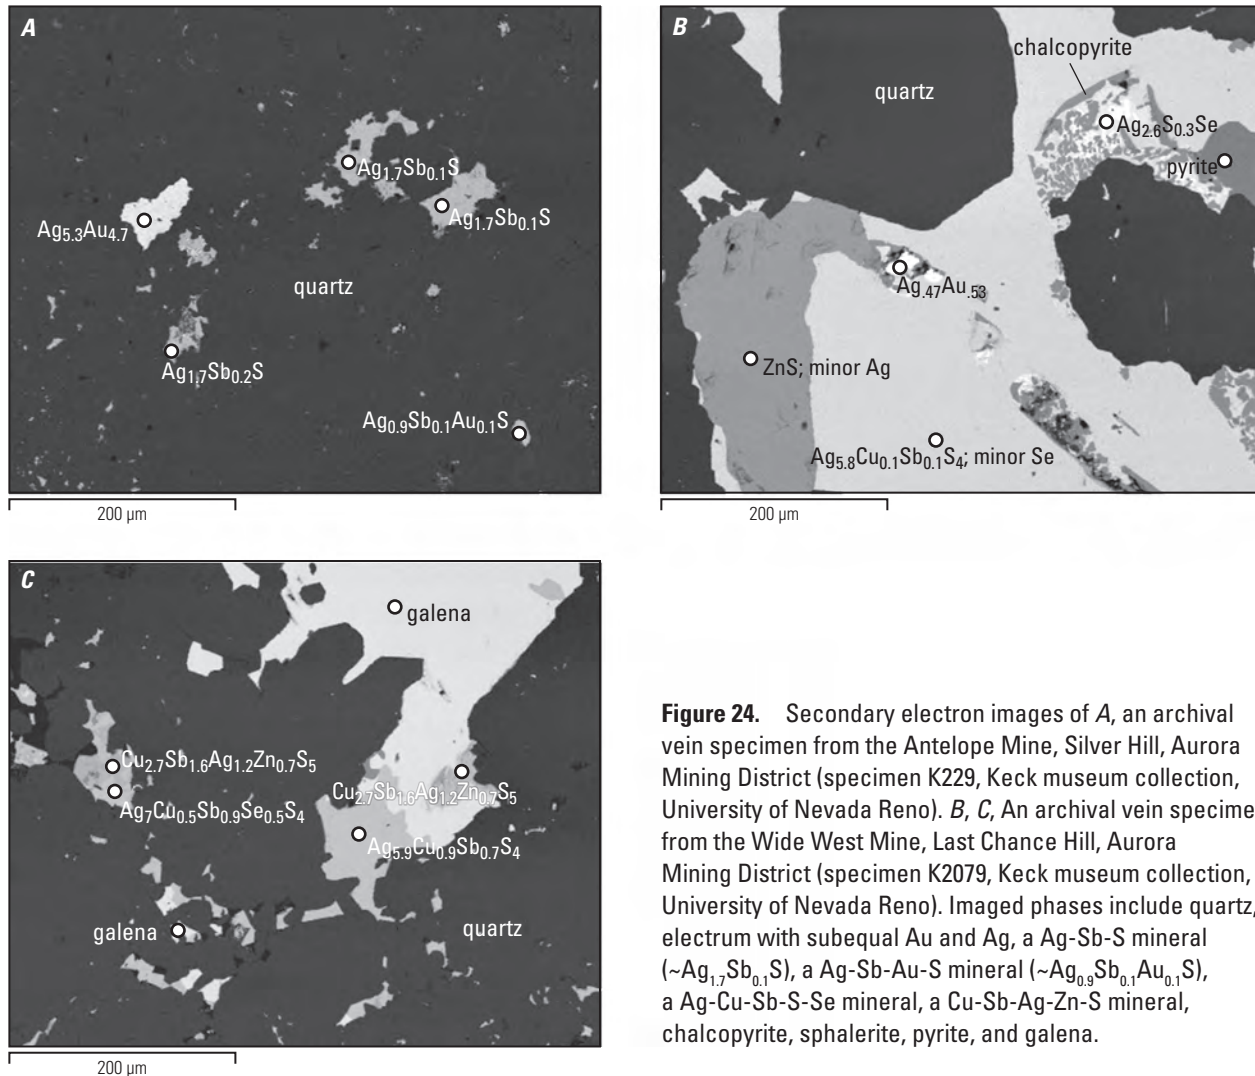 A
Ag1.7Sb0.1S
Ag1.7Sb0.1S
Ag5.3Au4.7
quartz
Ag1.7Sb0.2S
Ag0.9Sb0.1Au0.1S
200 µm
B
chalcopyrite
quartz
Ag2.6S0.3Se
pyrite
Ag.47Au.53
ZnS; minor Ag
Ag5.8Cu0.1Sb0.1S4; minor Se
200 µm
C
galena
Cu2.7Sb1.6Ag1.2Zn0.7S5
Ag7Cu0.5Sb0.9Se0.5S4
Cu2.7Sb1.6Ag1.2Zn0.7S5
Ag5.9Cu0.9Sb0.7S4
galena
quartz
200 µm
Figure 24. Secondary electron images of A, an archival
vein specimen from the Antelope Mine, Silver Hill, Aurora
Mining District (specimen K229, Keck museum collection,
University of Nevada Reno). B, C, An archival vein specime
from the Wide West Mine, Last Chance Hill, Aurora
Mining District (specimen K2079, Keck museum collection,
University of Nevada Reno). Imaged phases include quartz,
electrum with subequal Au and Ag, a Ag-Sb-S mineral
(~Ag1.7Sb0.1S), a Ag-Sb-Au-S mineral (~Ag0.9Sb0.1Au0.1S),
a Ag-Cu-Sb-S-Se mineral, a Cu-Sb-Ag-Zn-S mineral,
chalcopyrite, sphalerite, pyrite, and galena.